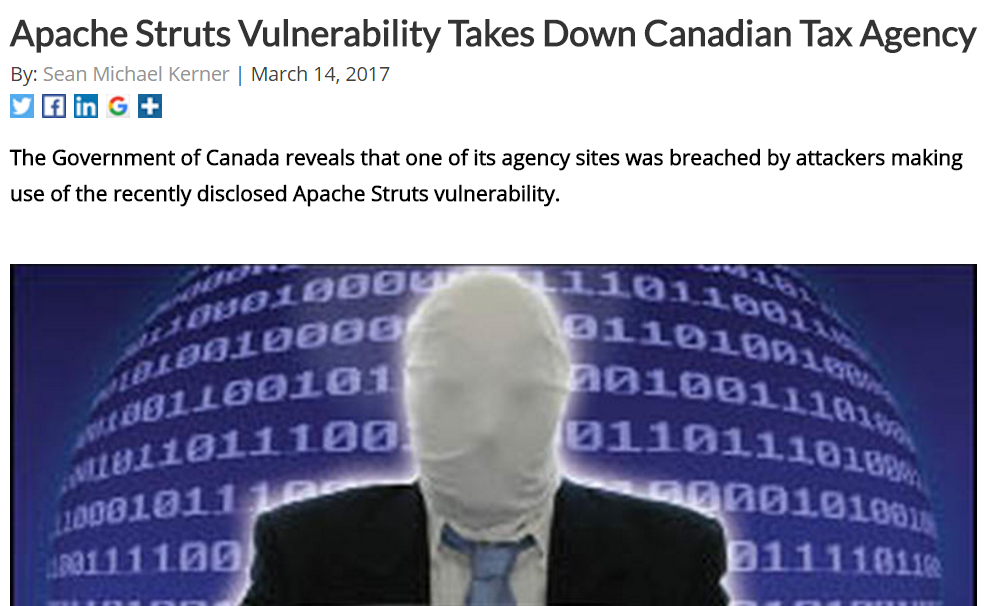 Apache Struts Vulnerability Takes Down Canadian Tax Agency
By: Sean Michael Kerner | March 14, 2017
The Government of Canada reveals that one of its agency sites was breached by attackers making
use of the recently disclosed Apache Struts vulnerability.